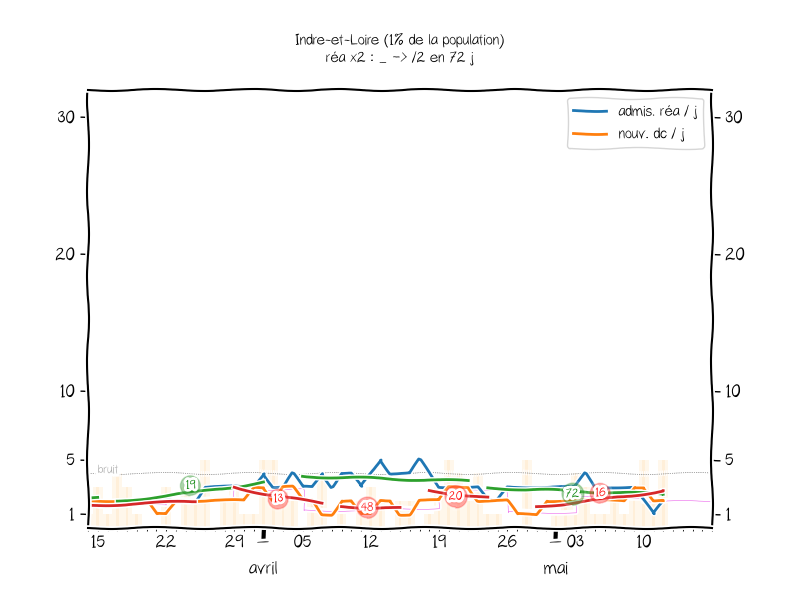 Indre-et-Loire (1% de la population)
réa x2 : _ -> /2 en 72 j
admis. réa / j
nouv. dc / j
30
30
20
20
10
10
5
5
bruit
19
13
48
20
72
16
1
1
15 22 29 05 12 19 26 03 10
avril mai